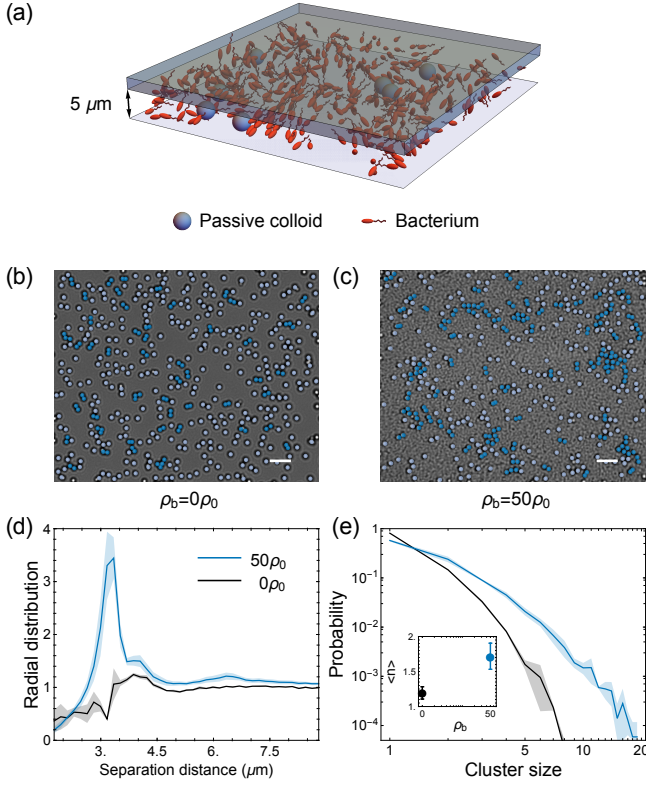 (a)
5 μm
Passive colloid
Bacterium
(b)
(c)
ρb=0ρ0
ρb=50ρ0
(d)
(e)
4
3
2
1
0
Radial distribution
50ρ0
0ρ0
3.
4.5
6.
7.5
Separation distance (μm)
1
10⁻¹
10⁻²
10⁻³
10⁻⁴
Probability
2.
1.
<n>
0
50
ρb
1
5
10
20
Cluster size